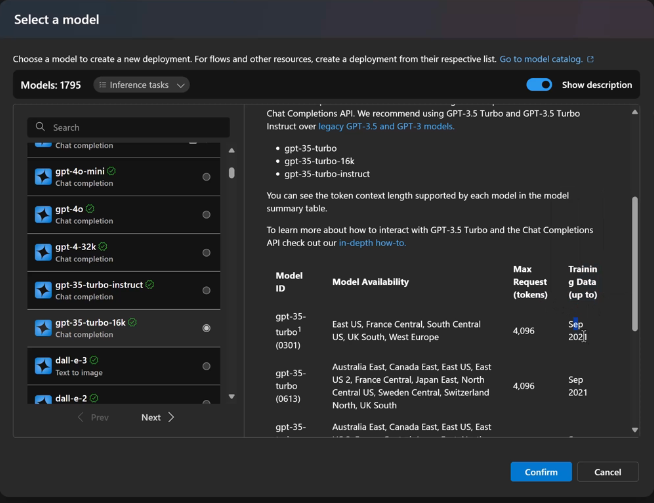 Select a model
Choose a model to create a new deployment. For flows and other resources, create a deployment from their respective list. Go to model catalog.
Models: 1795
Inference tasks
Show description
Search
Chat completion
gpt-4o-mini
Chat completion
gpt-4o
Chat completion
gpt-4-32k
Chat completion
gpt-35-turbo-instruct
Chat completion
gpt-35-turbo-16k
Chat completion
dall-e-3
Text to image
dall-e-2
Prev
Next
Chat Completions API. We recommend using GPT-3.5 Turbo and GPT-3.5 Turbo
Instruct over legacy GPT-3.5 and GPT-3 models.
• gpt-35-turbo
• gpt-35-turbo-16k
• gpt-35-turbo-instruct
You can see the token context length supported by each model in the model
summary table.
To learn more about how to interact with GPT-3.5 Turbo and the Chat Completions
API check out our in-depth how-to.
Model
ID
Model Availability
Max
Request
(tokens)
Trainin
g Data
(up to)
gpt-35-
turbo1
(0301)
East US, France Central, South Central
US, UK South, West Europe
4,096
Sep
2021
gpt-35-
turbo
(0613)
Australia East, Canada East, East US, East
US 2, France Central, Japan East, North
Central US, Sweden Central, Switzerland
North, UK South
4,096
Sep
2021
gpt-35-
Australia East, Canada East, East US, East
Confirm
Cancel